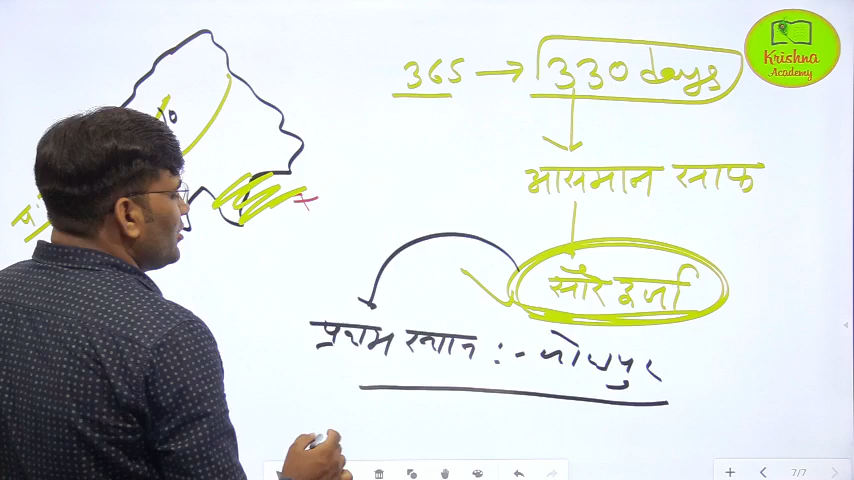 365 → 330 days
आसमान साफ
सौर ऊर्जा
प्रथम स्थान :- जोधपुर
Krishna
Academy
7/7